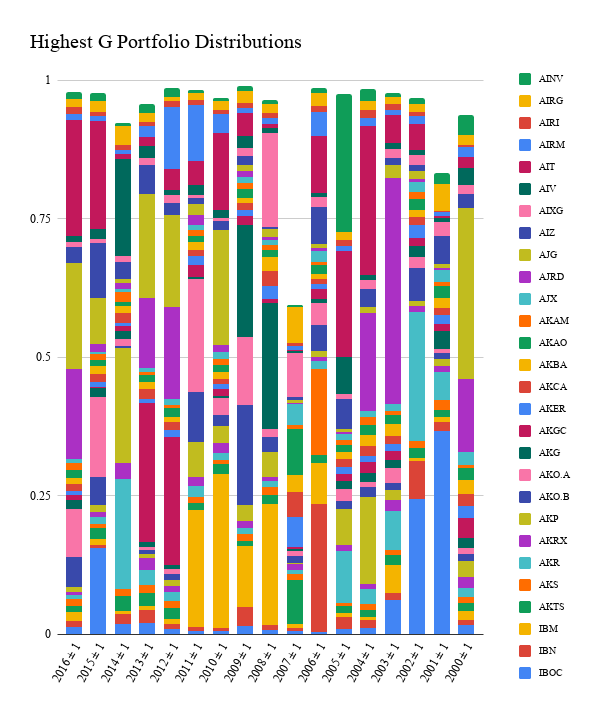 Highest G Portfolio Distributions
1
0.75
0.5
0.25
0
2016 ± 1
2015 ± 1
2014 ± 1
2013 ± 1
2012 ± 1
2011 ± 1
2010 ± 1
2009 ± 1
2008 ± 1
2007 ± 1
2006 ± 1
2005 ± 1
2004 ± 1
2003 ± 1
2002 ± 1
2001 ± 1
2000 ± 1
AINV
AIRG
AIRI
AIRM
AIT
AIV
AIXG
AIZ
AJG
AJRD
AJX
AKAM
AKAO
AKBA
AKCA
AKER
AKGC
AKG
AKO.A
AKO.B
AKP
AKRX
AKR
AKS
AKTS
IBM
IBN
IBOC